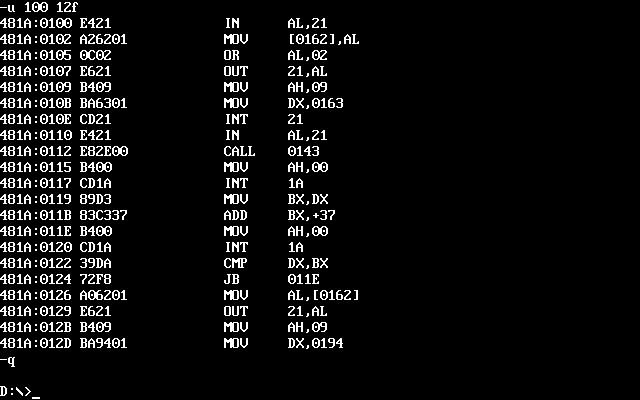 -u 100 12f
481A:0100 E421 IN AL,21
481A:0102 A26201 MOV [0162],AL
481A:0105 0C02 OR AL,02
481A:0107 E621 OUT 21,AL
481A:0109 B409 MOV AH,09
481A:010B BA6301 MOV DX,0163
481A:010E CD21 INT 21
481A:0110 E421 IN AL,21
481A:0112 E82E00 CALL 0143
481A:0115 B400 MOV AH,00
481A:0117 CD1A INT 1A
481A:0119 89D3 MOV BX,DX
481A:011B 83C337 ADD BX,+37
481A:011E B400 MOV AH,00
481A:0120 CD1A INT 1A
481A:0122 39DA CMP DX,BX
481A:0124 72F8 JB 011E
481A:0126 A06201 MOV AL,[0162]
481A:0129 E621 OUT 21,AL
481A:012B B409 MOV AH,09
481A:012D BA9401 MOV DX,0194
-q
D:\>_